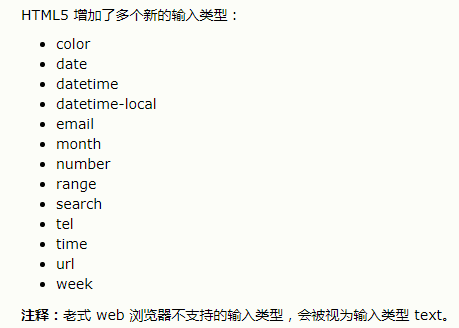 HTML5 增加了多个新的输入类型：
• color
• date
• datetime
• datetime-local
• email
• month
• number
• range
• search
• tel
• time
• url
• week
注释：老式 web 浏览器不支持的输入类型，会被视为输入类型 text。